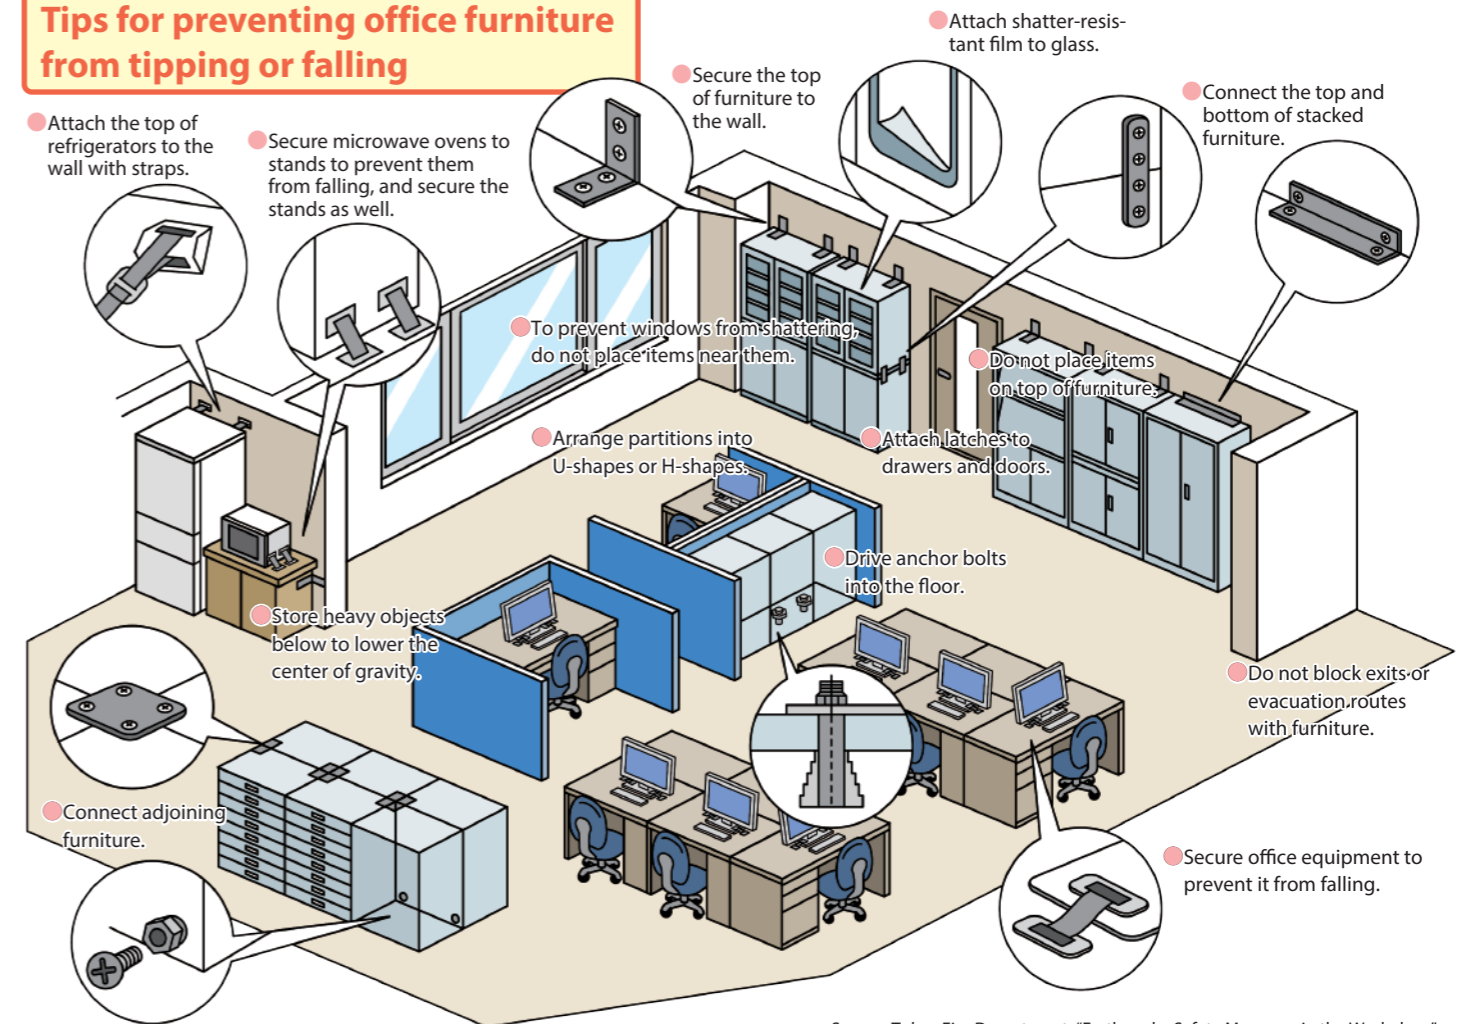 Tips for preventing office furniture
from tipping or falling
Attach the top of
refrigerators to the
wall with straps.
Secure microwave ovens to
stands to prevent them
from falling, and secure the
stands as well.
Secure the top
of furniture to
the wall.
Attach shatter-resis-
tant film to glass.
Connect the top and
bottom of stacked
furniture.
To prevent windows from shattering,
do not place items near them.
Do not place items
on top of furniture.
Arrange partitions into
U-shapes or H-shapes.
Attach latches to
drawers and doors.
Drive anchor bolts
into the floor.
Store heavy objects
below to lower the
center of gravity.
Do not block exits or
evacuation routes
with furniture.
Connect adjoining
furniture.
Secure office equipment to
prevent it from falling.